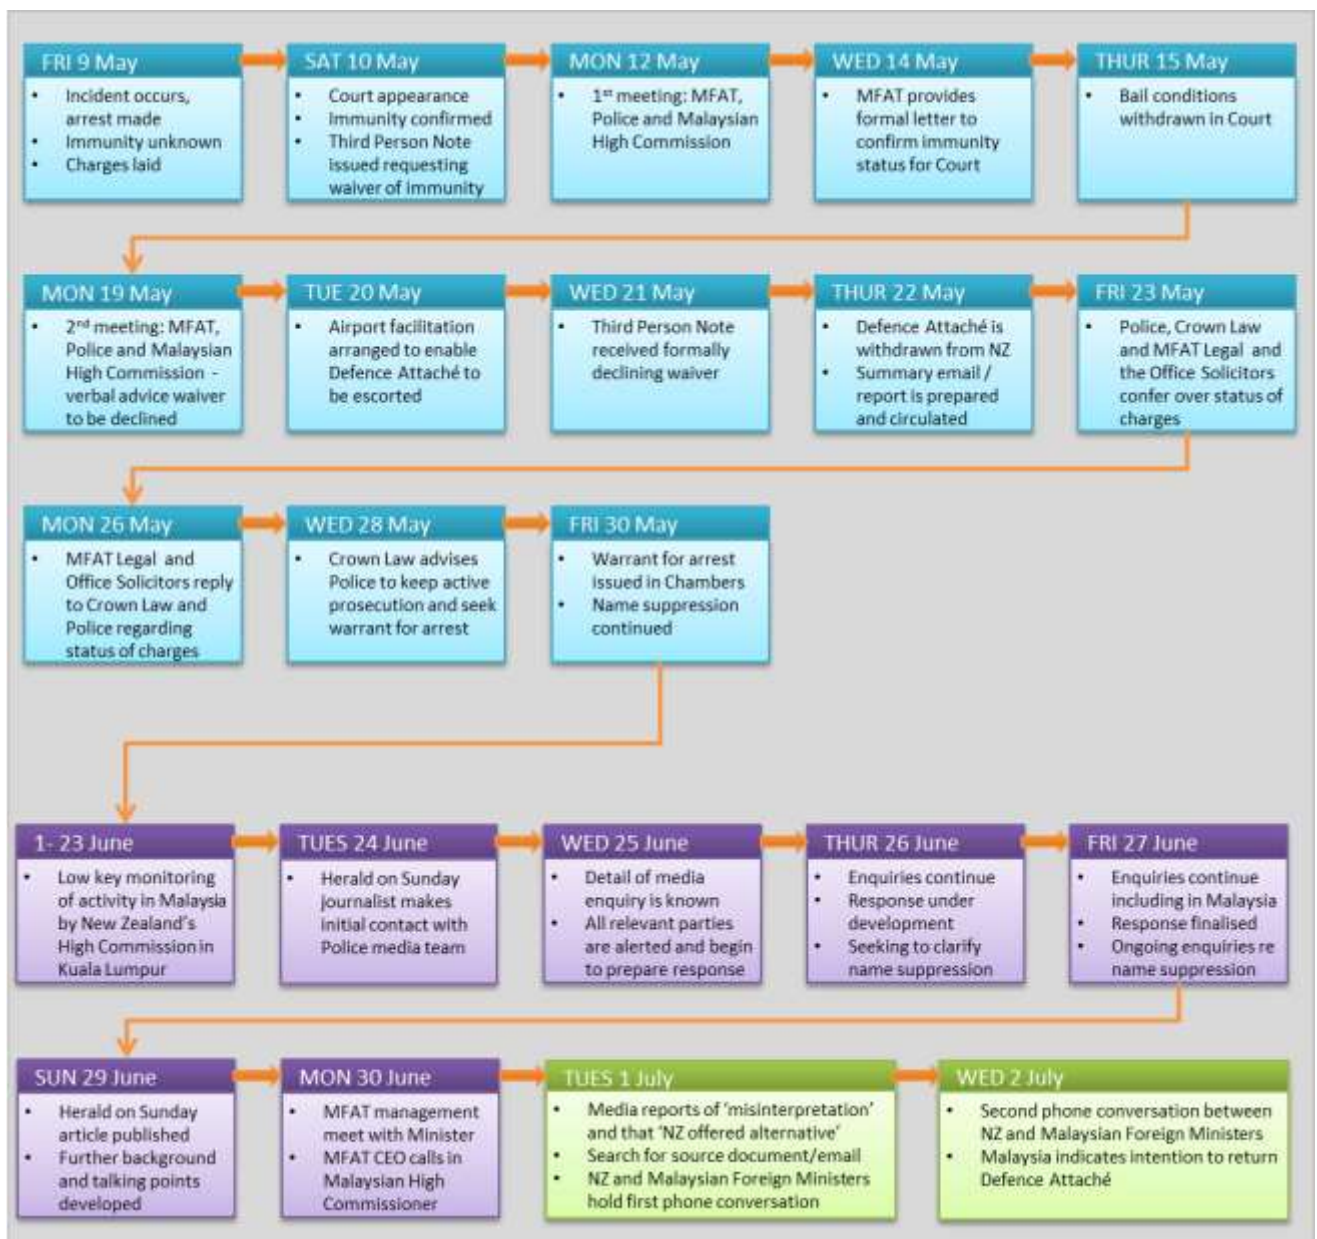 FRI 9 May
• Incident occurs,
arrest made
• Immunity unknown
• Charges laid
SAT 10 May
• Court appearance
• Immunity confirmed
• Third Person Note
issued requesting
waiver of Immunity
MON 12 May
• 1st meeting: MFAT,
Police and Malaysian
High Commission
WED 14 May
• MFAT provides
formal letter to
confirm immunity
status for Court
THUR 15 May
• Bail conditions
withdrawn in Court
MON 19 May
• 2nd meeting: MFAT,
Police and Malaysian
High Commission -
verbal advice waiver
to be declined
TUE 20 May
• Airport facilitation
arranged to enable
Defence Attaché to
be escorted
WED 21 May
• Third Person Note
received formally
declining waiver
THUR 22 May
• Defence Attaché is
withdrawn from NZ
• Summary email /
report is prepared
and circulated
FRI 23 May
• Police, Crown Law
and MFAT Legal and
the Office Solicitors
confer over status of
charges
MON 26 May
• MFAT Legal and
Office Solicitors reply
to Crown Law and
Police regarding
status of charges
WED 28 May
• Crown Law advises
Police to keep active
prosecution and seek
warrant for arrest
FRI 30 May
• Warrant for arrest
issued in Chambers
• Name suppression
continued
1- 23 June
• Low key monitoring
of activity in Malaysia
by New Zealand's
High Commission in
Kuala Lumpur
TUES 24 June
• Herald on Sunday
journalist makes
initial contact with
Police media team
WED 25 June
• Detail of media
enquiry is known
• All relevant parties
are alerted and begin
to prepare response
THUR 26 June
• Enquiries continue
• Response under
development
• Seeking to clarify
name suppression
FRI 27 June
• Enquiries continue
including in Malaysia
• Response finalised
• Ongoing enquiries re
name suppression
SUN 29 June
• Herald on Sunday
article published
• Further background
and talking points
developed
MON 30 June
• MFAT management
meet with Minister
• MFAT CEO calls in
Malaysian High
Commissioner
TUES 1 July
• Media reports of 'misinterpretation'
and that 'NZ offered alternative'
• Search for source document/email
• NZ and Malaysian Foreign Ministers
hold first phone conversation
WED 2 July
• Second phone conversation between
NZ and Malaysian Foreign Ministers
• Malaysia indicates intention to return
Defence Attaché